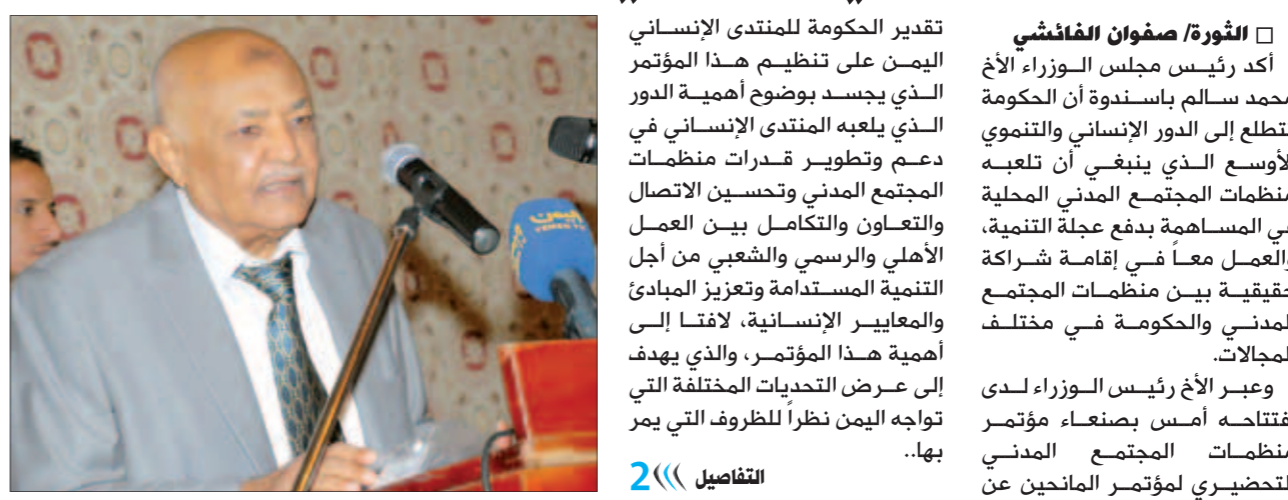 □ الثورة/ صفوان الفائشي
أكد رئيس مجلس الوزراء الأخ
محمد سالم باسندوة أن الحكومة
تتطلع إلى الدور الإنساني والتنموي
الأوسع الذي ينبغي أن تلعبه
منظمات المجتمع المدني المحلية
في المساهمة بدفع عجلة التنمية،
والعمل معاً في إقامة شراكة
حقيقية بين منظمات المجتمع
المدني والحكومة في مختلف
المجالات.
وعبر الأخ رئيس الوزراء لدى
افتتاحه أمس بصنعاء مؤتمر
منظمات المجتمع المدني
التحضيري لمؤتمر المانحين عن
تقدير الحكومة للمنتدى الإنساني
اليمن على تنظيم هذا المؤتمر
الذي يجسد بوضوح أهمية الدور
الذي يلعبه المنتدى الإنساني في
دعم وتطوير قدرات منظمات
المجتمع المدني وتحسين الاتصال
والتعاون والتكامل بين العمل
الأهلي والرسمي والشعبي من أجل
التنمية المستدامة وتعزيز المبادئ
والمعايير الإنسانية، لافتا إلى
أهمية هذا المؤتمر، والذي يهدف
إلى عرض التحديات المختلفة التي
تواجه اليمن نظراً للظروف التي يمر
بها..
التفاصيل 2
اليمن
YEMEN TV